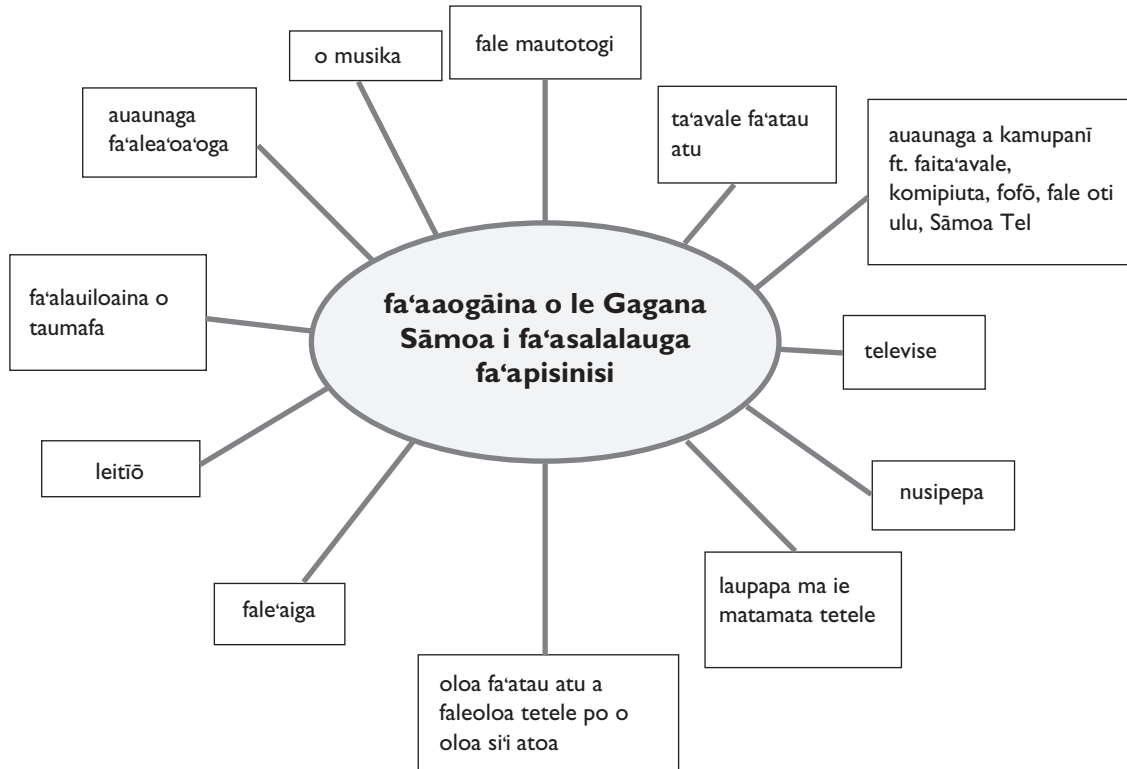 fale mautotogi
o musika
auaunaga
fa‘alea‘oa‘oga
ta‘avale fa‘atau
atu
auaunaga a kamupanī
ft. faita‘avale,
komipiuta, fofō, fale oti
ulu, Sāmoa Tel
fa‘alauiloaina o
taumafa
fa‘aaogāina o le Gagana
Sāmoa i fa‘asalalauga
fa‘apisinisi
televise
leitīō
nusipepa
fale‘aiga
laupapa ma ie
matamata tetele
oloa fa‘atau atu a
faleoloa tetele po o
oloa si‘i atoa